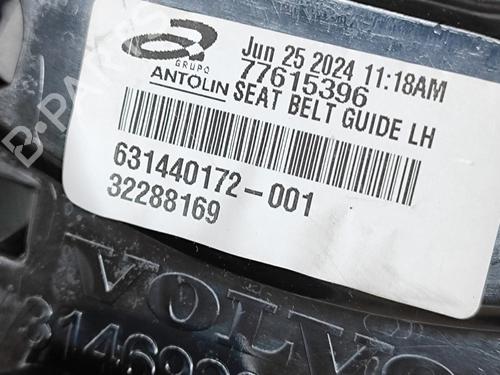 Jun 25 2024 11:18AM
77615396
GRUPO
ANTOLIN
SEAT BELT GUIDE LH
631440172-001
32288169
VOLVO